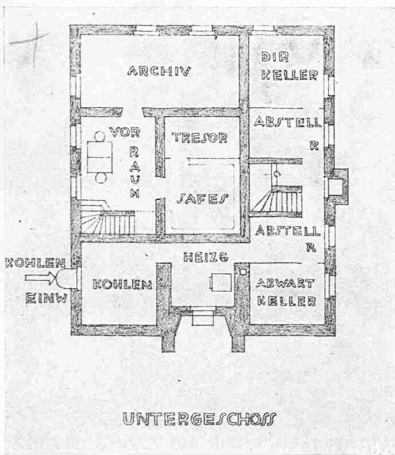 ARCHIV
DIR
KELLER
ABSTELL
R
VOR
RAUM
TRESOR
SAFES
ABSTELL
R
HEIZG
KOHLEN
EINW
KOHLEN
ABWART
KELLER
UNTERGESCHOSS